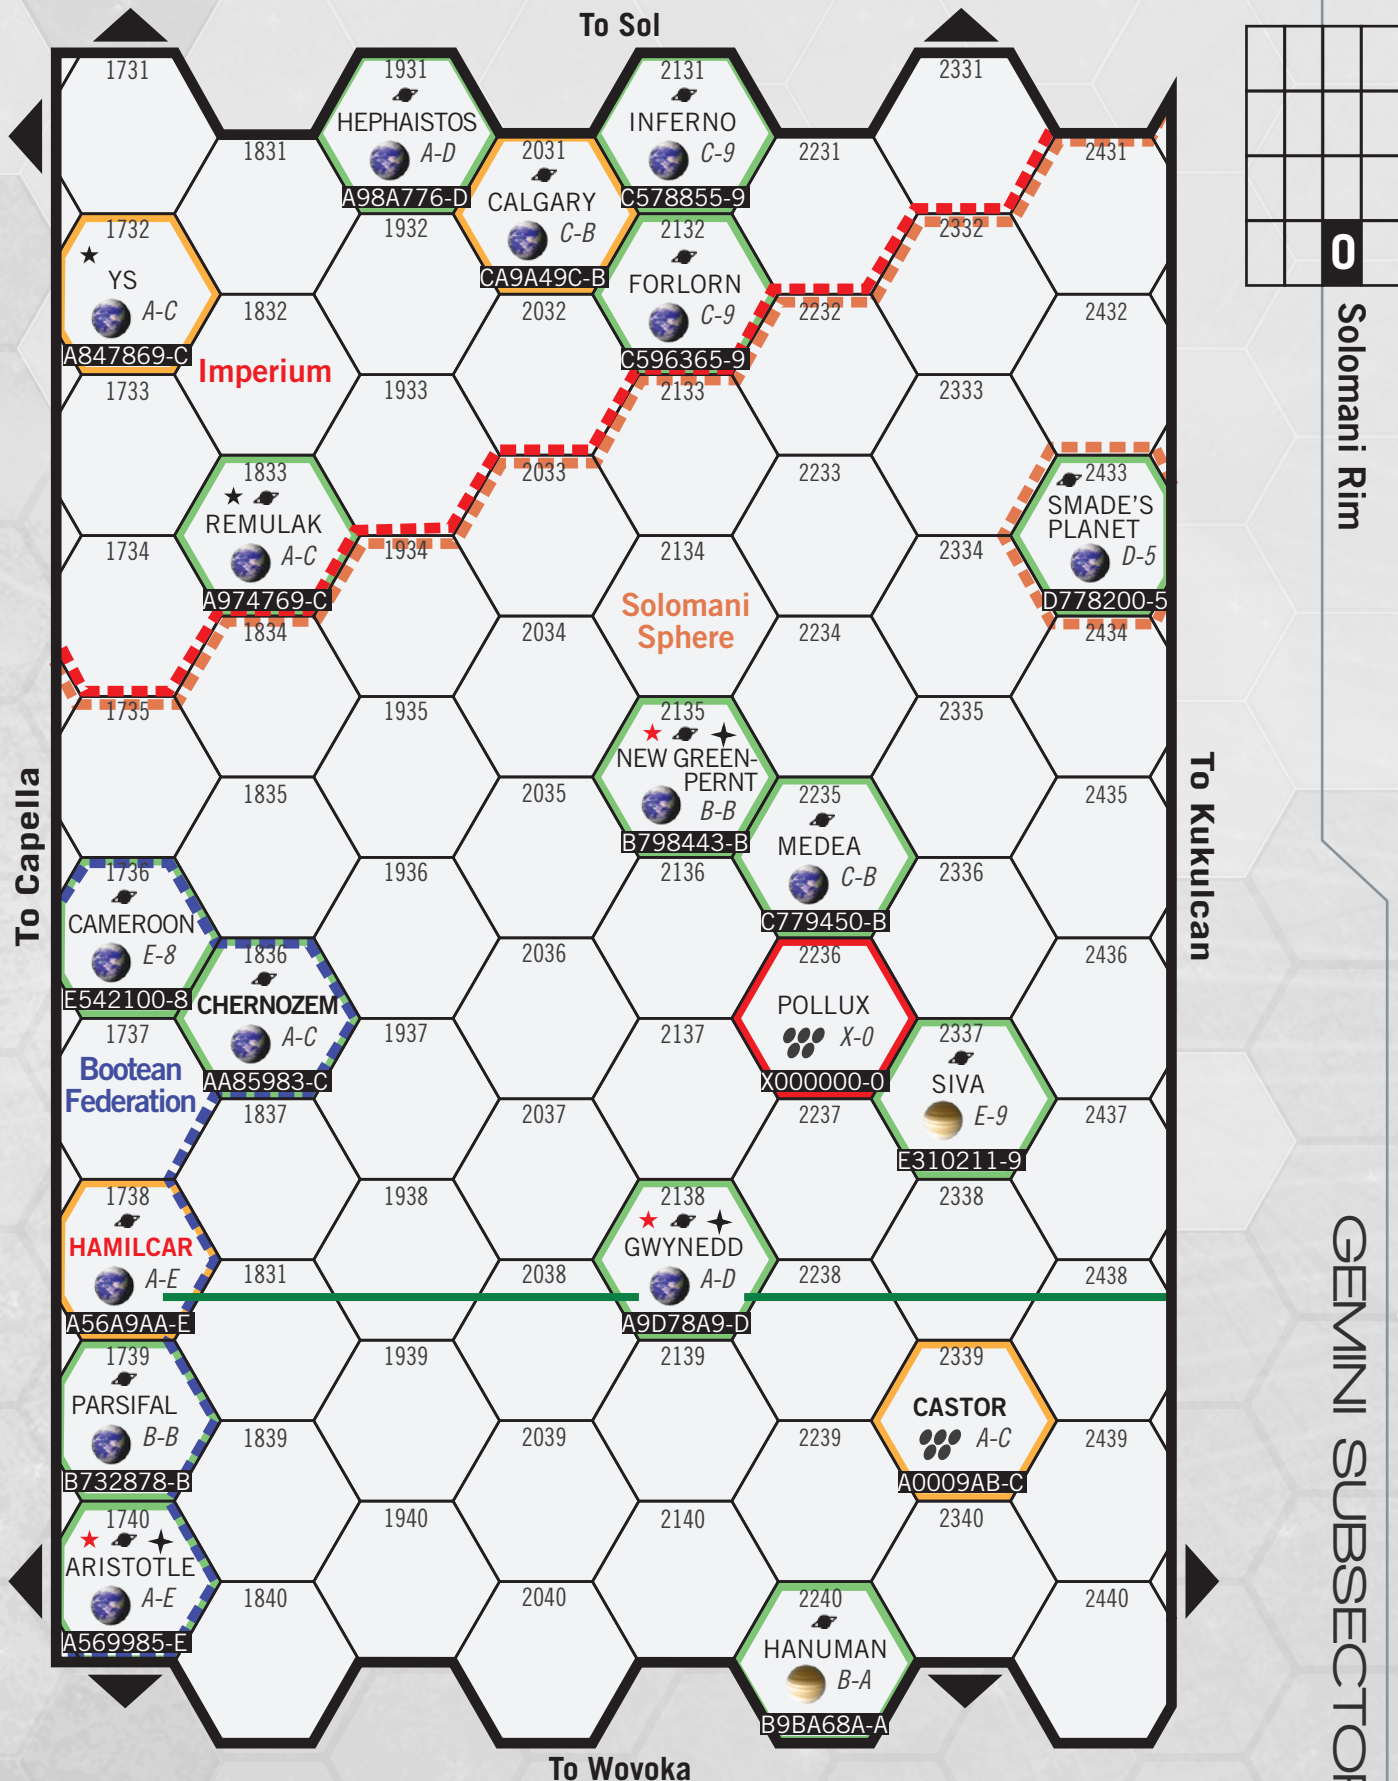 To Sol
1731
1931
HEPHAISTOS
A-D
A98A776-D
2131
INFERNO
C-9
C578855-9
2331
1831
2031
CALGARY
C-B
CA9A49C-B
2231
2431
1732
YS
A-C
A847869-C
1932
2132
FORLORN
C-9
C596365-9
2332
1832
Imperium
2032
2232
2432
1733
1933
2133
2333
1833
REMULAK
A-C
A974769-C
2033
2233
2433
SMADE'S
PLANET
D-5
D778200-5
1734
1934
2134
2334
Solomani
Sphere
1834
2034
2234
2434
1735
1935
2135
NEW GREEN-
PERNT
B-B
B798443-B
2335
1835
2035
2235
MEDEA
C-B
C779450-B
2435
1736
CAMEROON
E-8
E542100-8
1936
2136
2336
1836
CHERNOZEM
A-C
AA85983-C
2036
2236
POLLUX
X-0
X000000-0
2436
1737
Bootean
Federation
1937
2137
2337
SIVA
E-9
E310211-9
1837
2037
2237
2437
1738
HAMILCAR
A-E
A56A9AA-E
1938
2138
GWYNEDD
A-D
A9D78A9-D
2338
1831
2038
2238
2438
1739
PARSIFAL
B-B
B732878-B
1939
2139
2339
CASTOR
A-C
A0009AB-C
1839
2039
2239
2439
1740
ARISTOTLE
A-E
A569985-E
1940
2140
2340
1840
2040
2240
HANUMAN
B-A
B9BA68A-A
2440
To Wovoka
To Capella
To Kukulcan
O
Solomani Rim
GEMINI SUBSECTOR